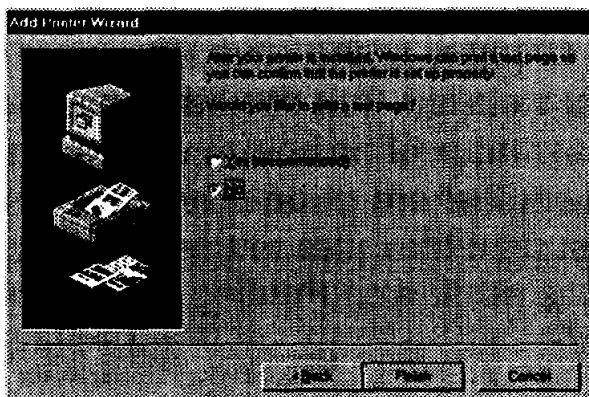 Add Printer Wizard
After your printer is installed, Windows can print a test page so
you can confirm that the printer is set up properly.
Would you like to print a test page?
Yes (recommended)
No
< Back
Finish
Cancel